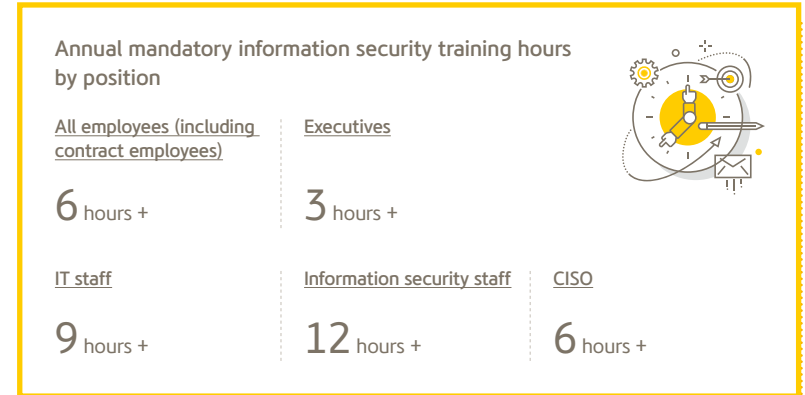 Annual mandatory information security training hours
by position
All employees (including
contract employees)
6 hours +
Executives
3 hours +
IT staff
9 hours +
Information security staff
12 hours +
CISO
6 hours +